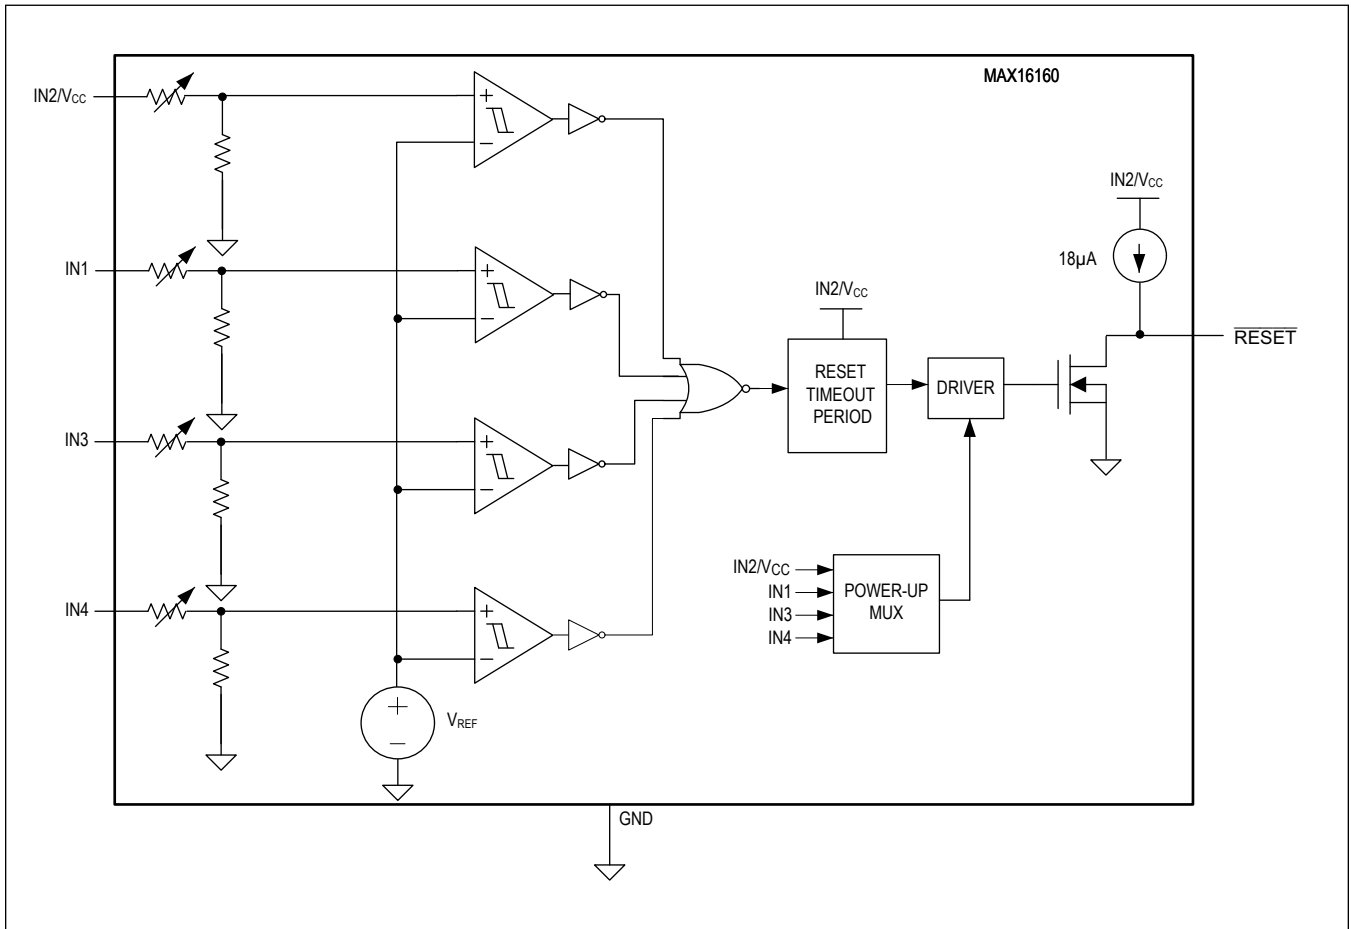 MAX16160
IN2/VCC
+
−
IN2/VCC
18µA
IN1
+
−
IN2/VCC
RESET
RESET
TIMEOUT
PERIOD
DRIVER
IN3
+
−
IN2/VCC
IN1
IN3
IN4
POWER-UP
MUX
IN4
+
−
+
−
VREF
GND